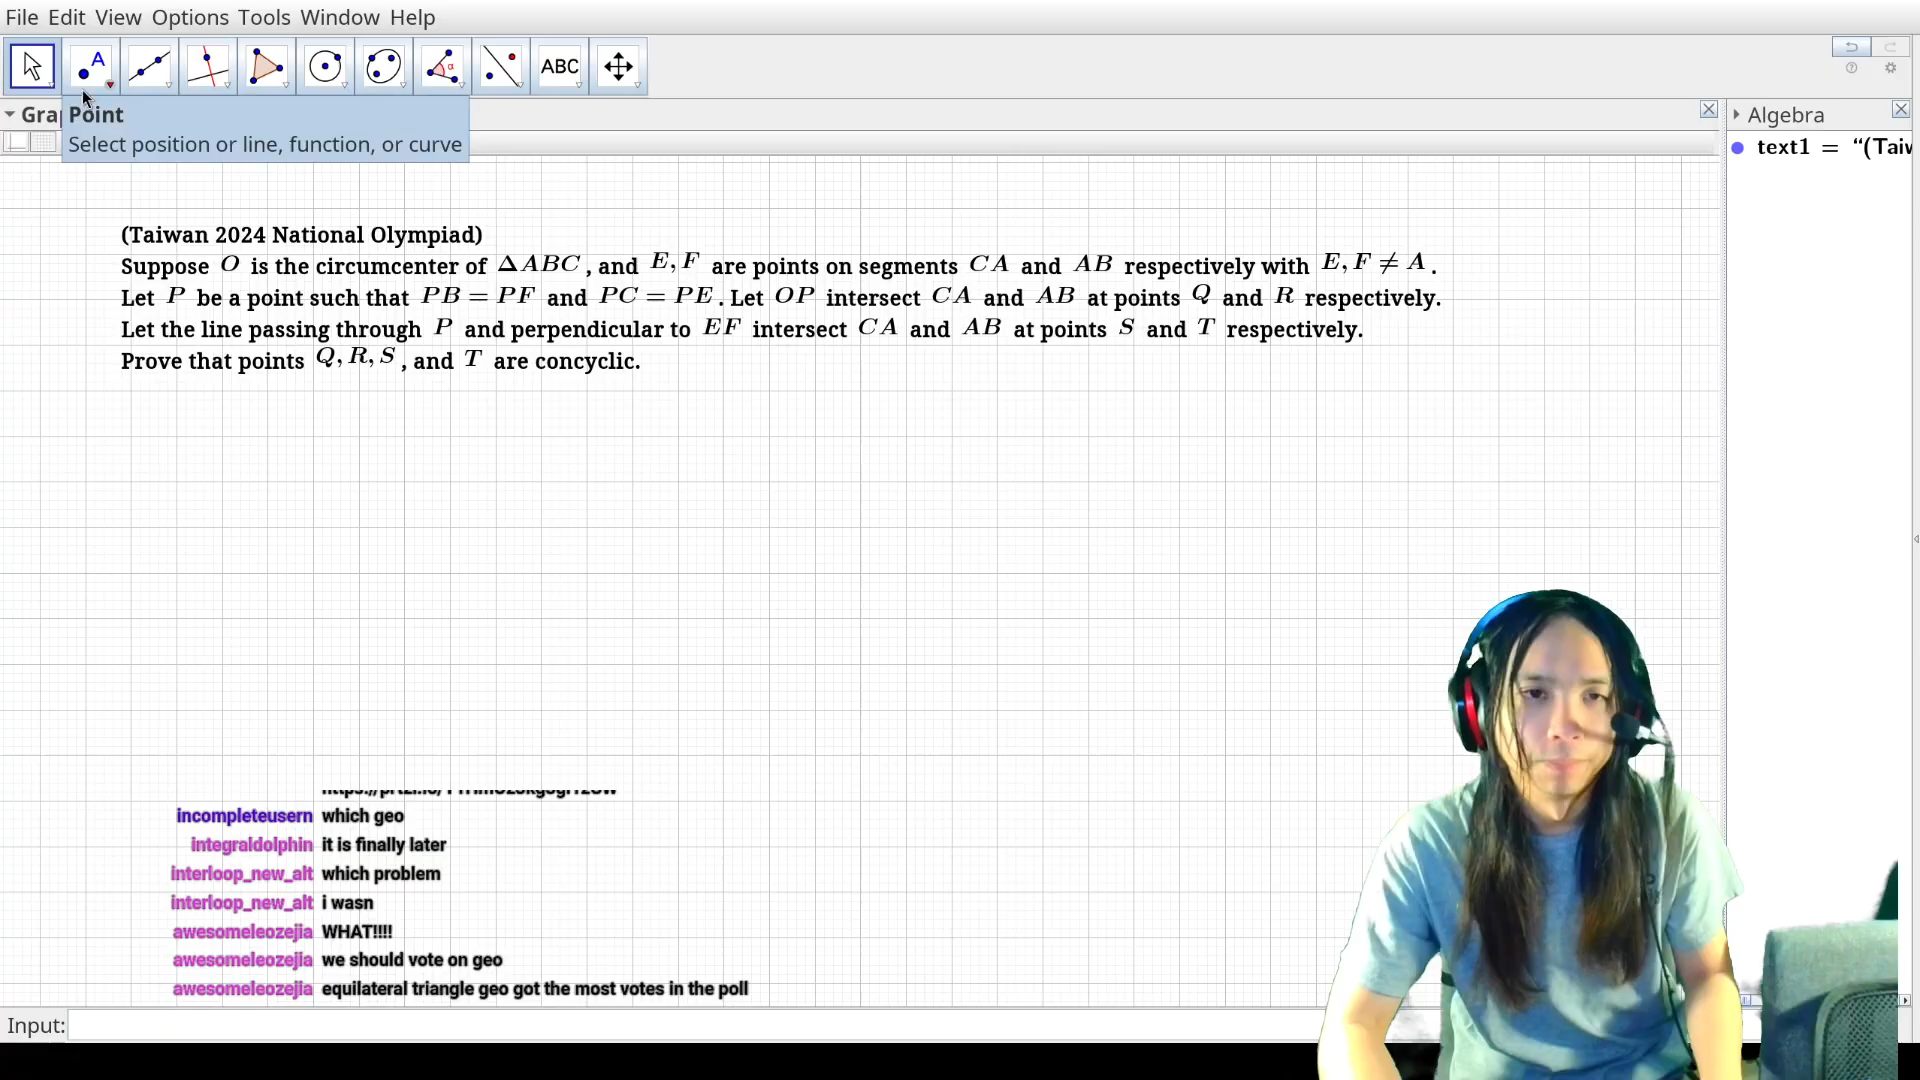 File Edit View Options Tools Window Help
A
α
ABC
Gra
Point
Select position or line, function, or curve
Algebra
text1 = “(Taiw
(Taiwan 2024 National Olympiad)
Suppose O is the circumcenter of ΔABC, and E, F are points on segments CA and AB respectively with E, F ≠ A.
Let P be a point such that PB = PF and PC = PE. Let OP intersect CA and AB at points Q and R respectively.
Let the line passing through P and perpendicular to EF intersect CA and AB at points S and T respectively.
Prove that points Q, R, S, and T are concyclic.
incompleteusern which geo
integraldolphin it is finally later
interloop_new_alt which problem
interloop_new_alt i wasn
awesomeleozejia WHAT!!!!
awesomeleozejia we should vote on geo
awesomeleozejia equilateral triangle geo got the most votes in the poll
Input: